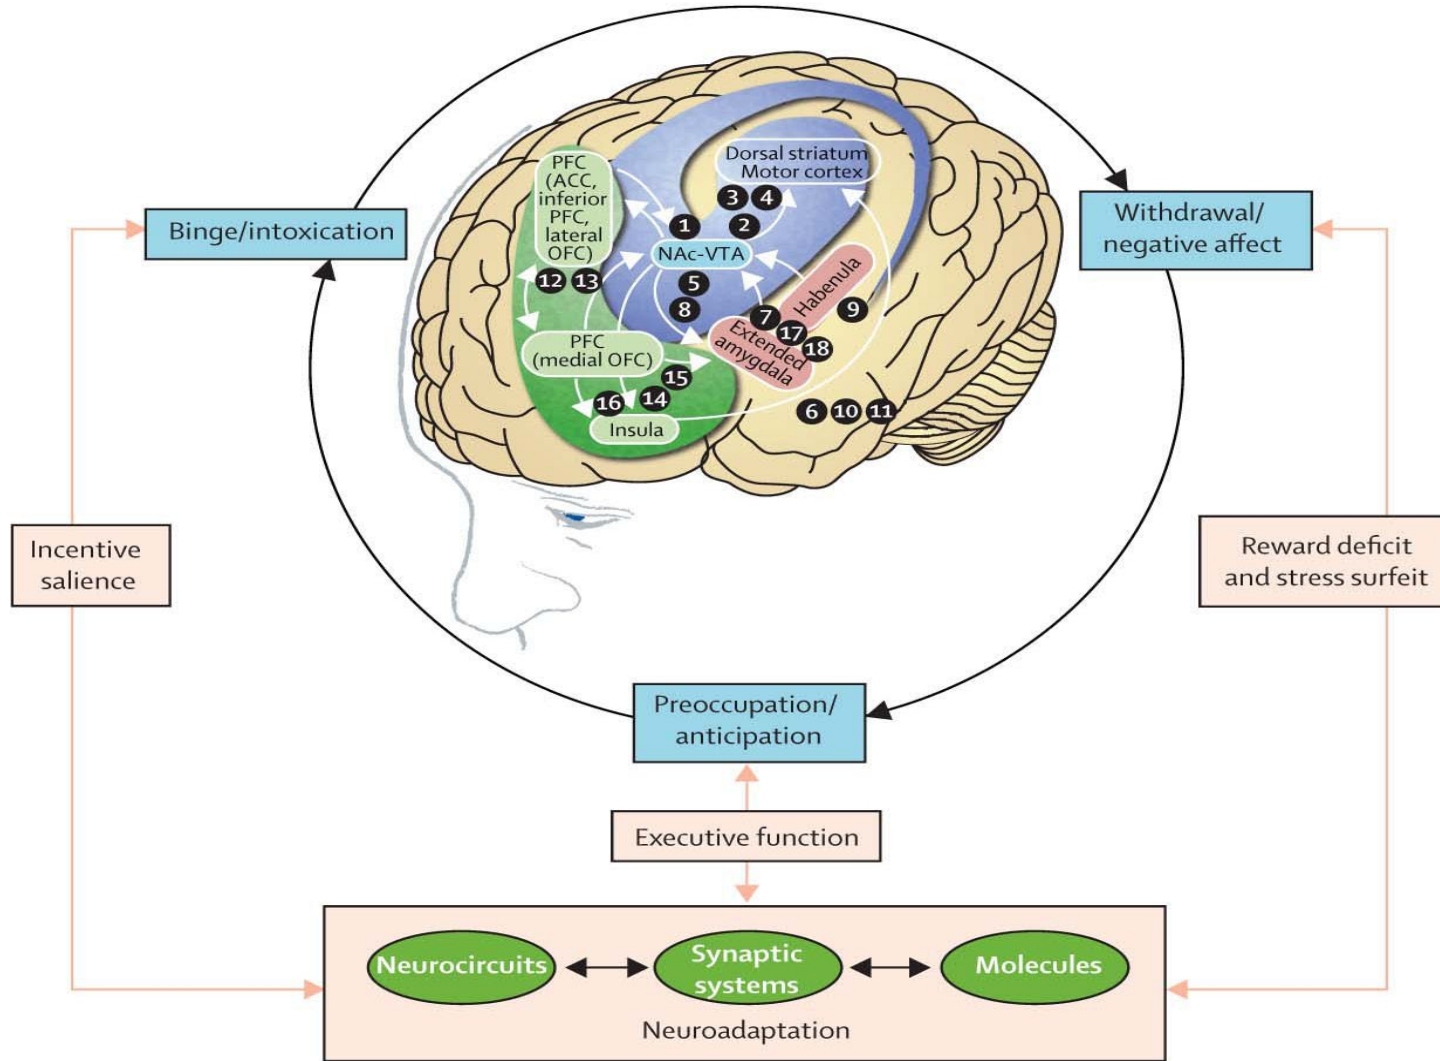 PFC
(ACC,
inferior
PFC,
lateral
OFC)
Dorsal striatum
Motor cortex
3 4
1 2
NAc-VTA
Binge/intoxication
Withdrawal/
negative affect
12 13
5
8
Habenula
7
17
9
18
Extended
amygdala
PFC
(medial OFC)
15
14
16
Insula
6 10 11
Incentive
salience
Reward deficit
and stress surfeit
Preoccupation/
anticipation
Executive function
Neurocircuits
Synaptic
systems
Molecules
Neuroadaptation